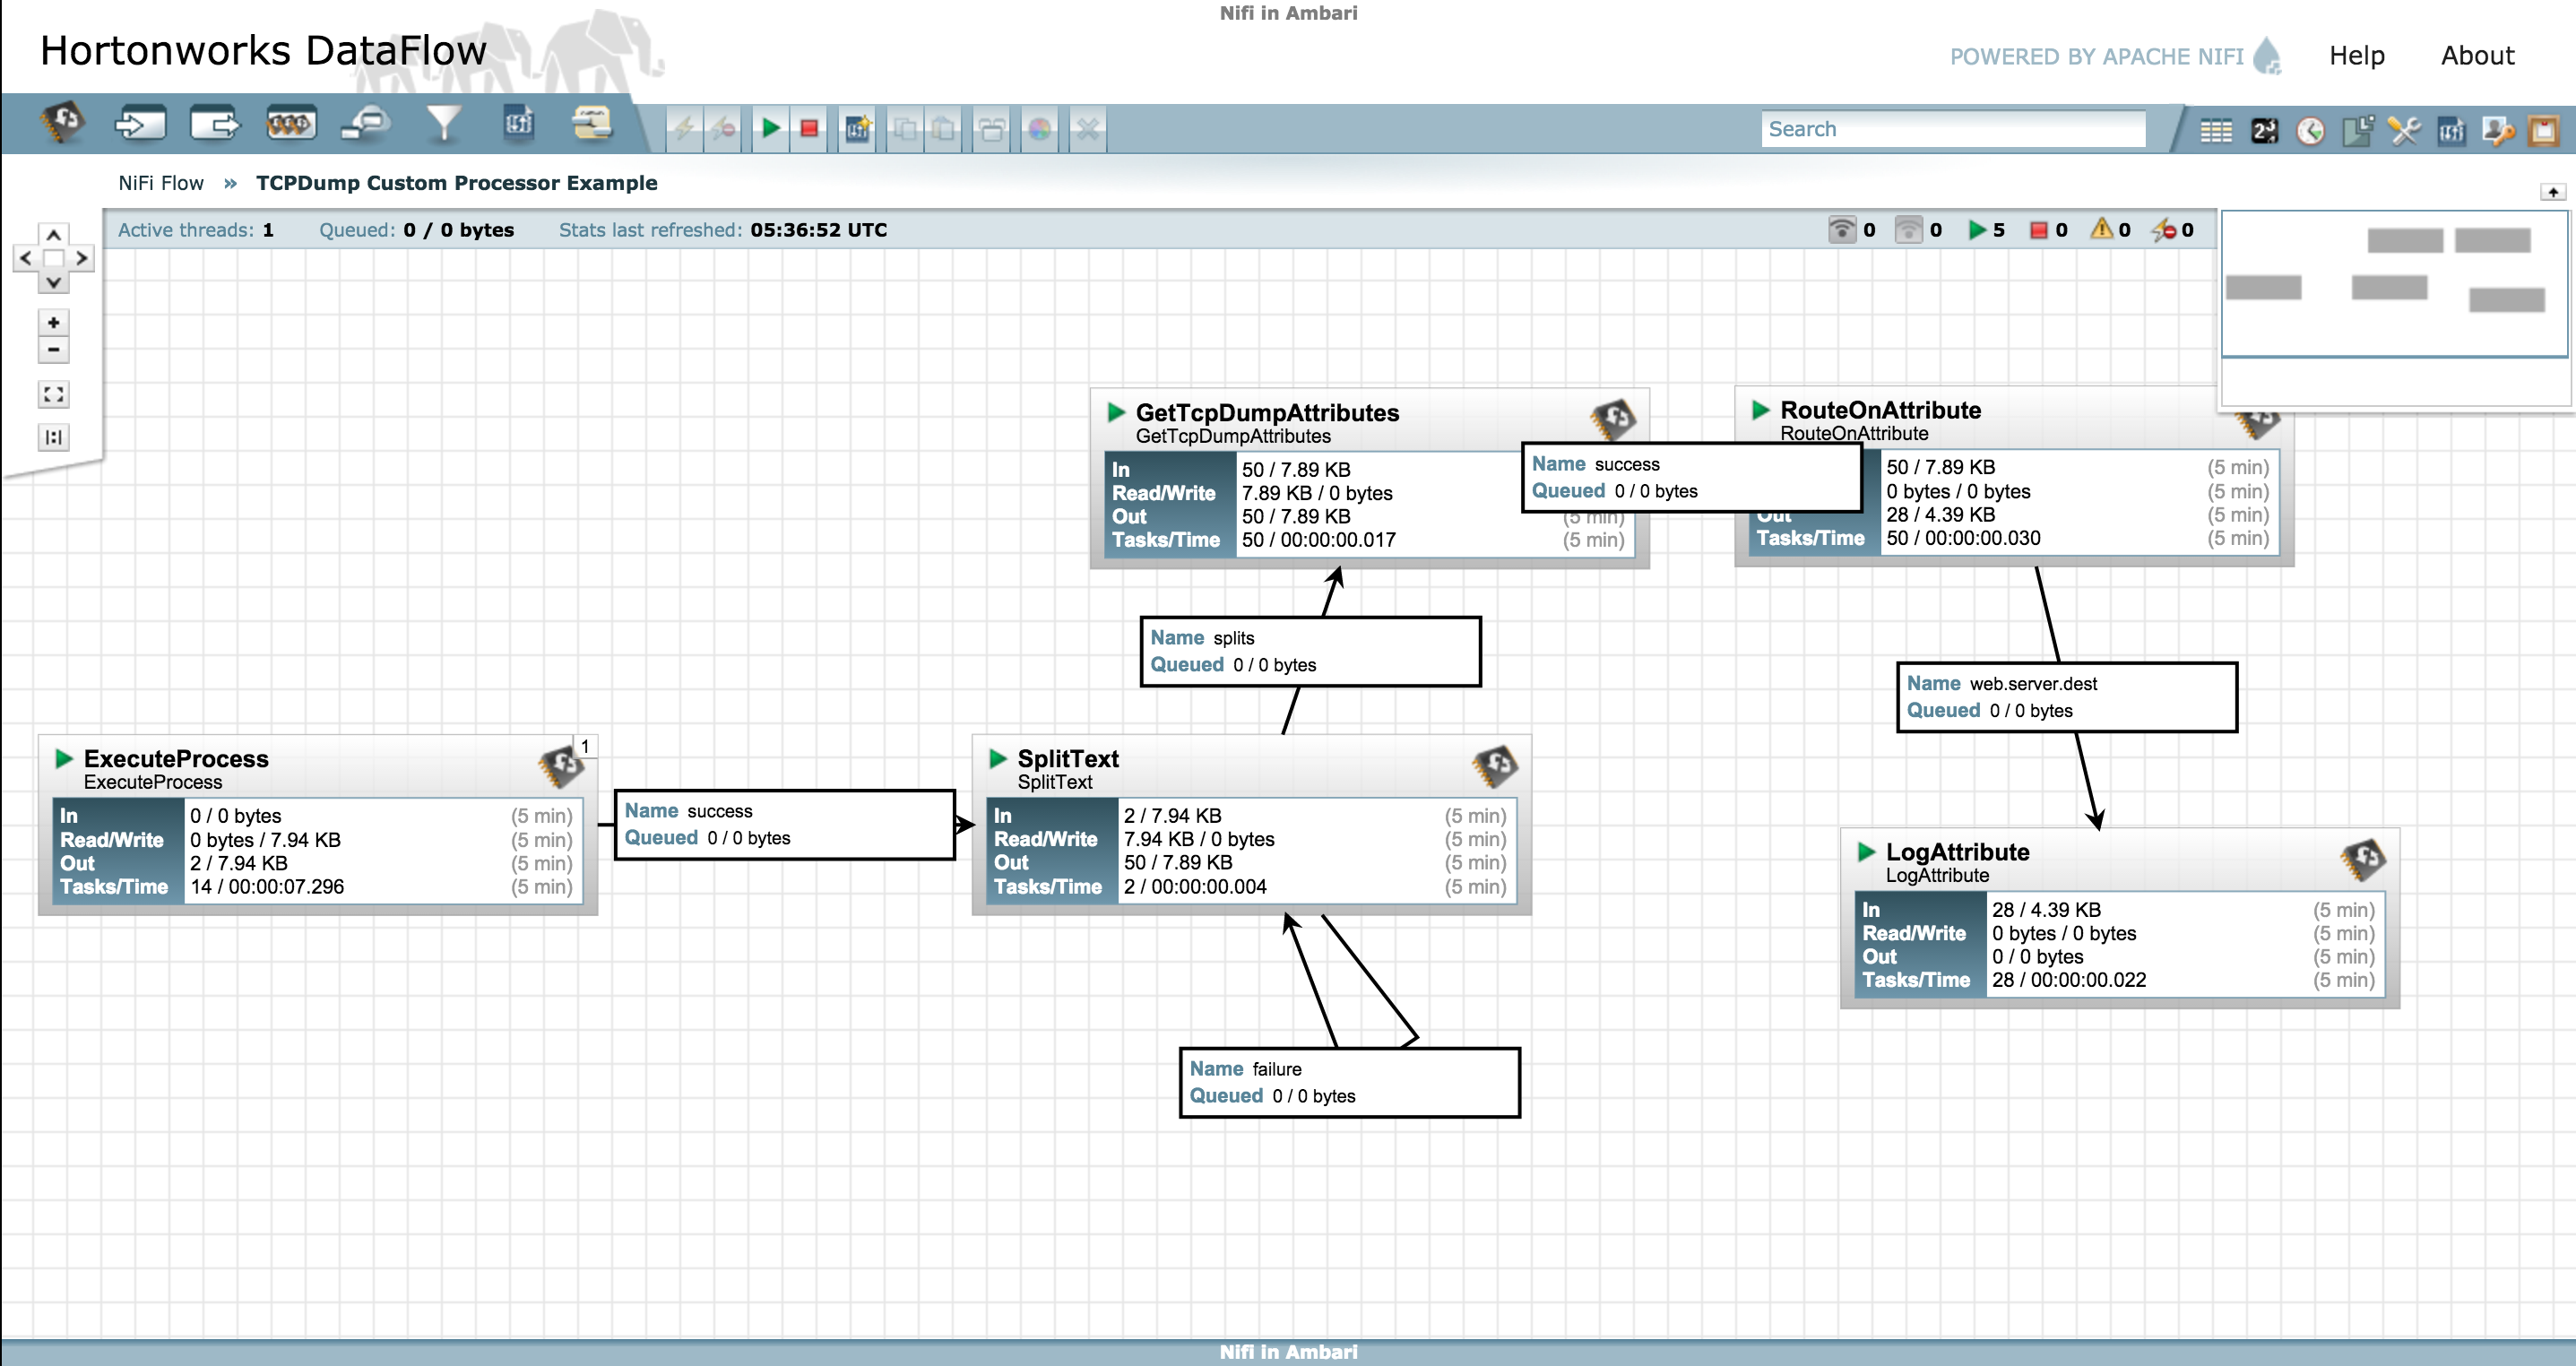 Nifi in Ambari
Hortonworks DataFlow
POWERED BY APACHE NIFI
Help
About
Search
NiFi Flow » TCPDump Custom Processor Example
Active threads: 1
Queued: 0 / 0 bytes
Stats last refreshed: 05:36:52 UTC
0
0
5
0
0
0
GetTcpDumpAttributes
GetTcpDumpAttributes
In 50 / 7.89 KB
Read/Write 7.89 KB / 0 bytes
Out 50 / 7.89 KB (5 min)
Tasks/Time 50 / 00:00:00.017 (5 min)
Name success
Queued 0 / 0 bytes
RouteOnAttribute
RouteOnAttribute
50 / 7.89 KB (5 min)
0 bytes / 0 bytes (5 min)
Out 28 / 4.39 KB (5 min)
Tasks/Time 50 / 00:00:00.030 (5 min)
Name splits
Queued 0 / 0 bytes
Name web.server.dest
Queued 0 / 0 bytes
1
ExecuteProcess
ExecuteProcess
In 0 / 0 bytes (5 min)
Read/Write 0 bytes / 7.94 KB (5 min)
Out 2 / 7.94 KB (5 min)
Tasks/Time 14 / 00:00:07.296 (5 min)
Name success
Queued 0 / 0 bytes
SplitText
SplitText
In 2 / 7.94 KB (5 min)
Read/Write 7.94 KB / 0 bytes (5 min)
Out 50 / 7.89 KB (5 min)
Tasks/Time 2 / 00:00:00.004 (5 min)
LogAttribute
LogAttribute
In 28 / 4.39 KB (5 min)
Read/Write 0 bytes / 0 bytes (5 min)
Out 0 / 0 bytes (5 min)
Tasks/Time 28 / 00:00:00.022 (5 min)
Name failure
Queued 0 / 0 bytes
Nifi in Ambari